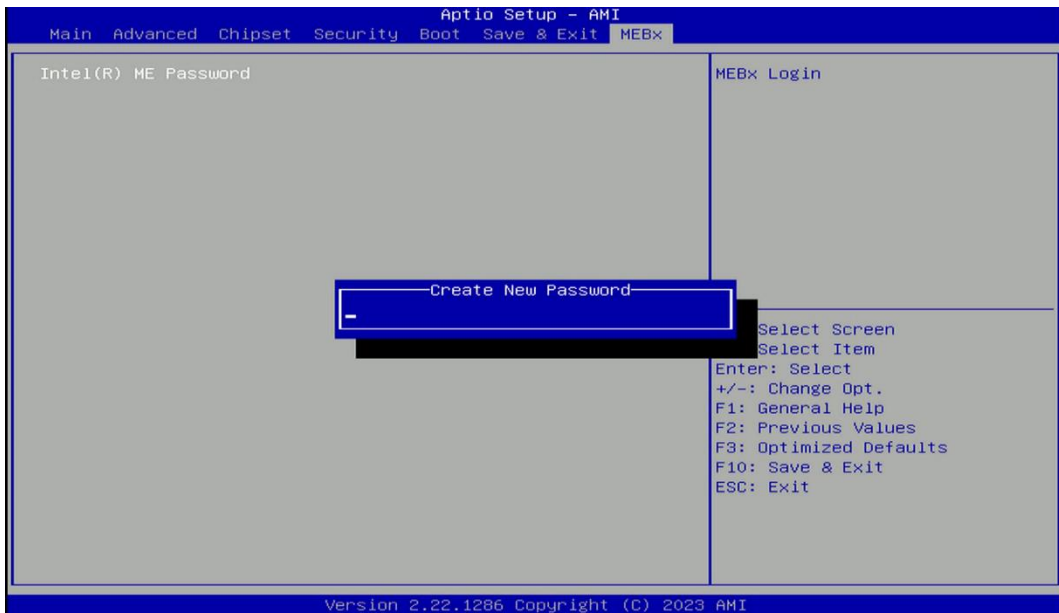 Aptio Setup – AMI
Main Advanced Chipset Security Boot Save & Exit MEBx
Intel(R) ME Password
MEBx Login
Create New Password
Select Screen
Select Item
Enter: Select
+/-: Change Opt.
F1: General Help
F2: Previous Values
F3: Optimized Defaults
F10: Save & Exit
ESC: Exit
Version 2.22.1286 Copyright (C) 2023 AMI